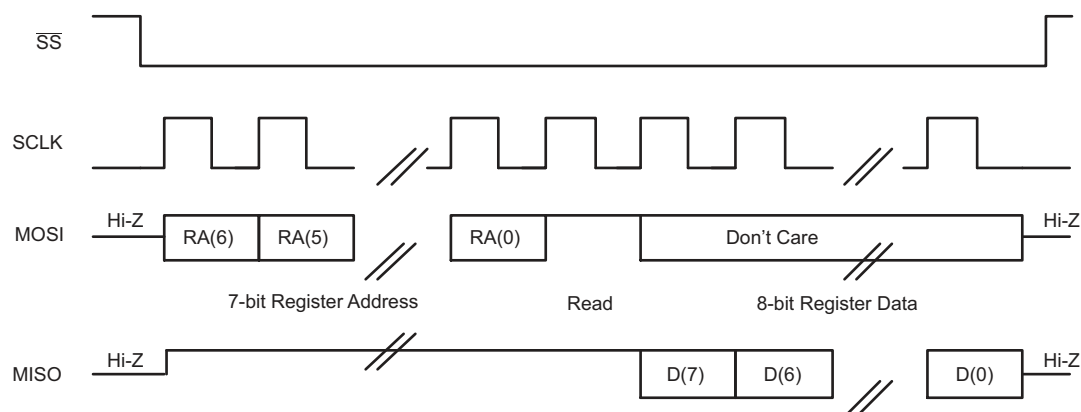 SS
SCLK
MOSI Hi-Z RA(6) RA(5) RA(0) Don't Care Hi-Z
7-bit Register Address Read 8-bit Register Data
MISO Hi-Z D(7) D(6) D(0) Hi-Z